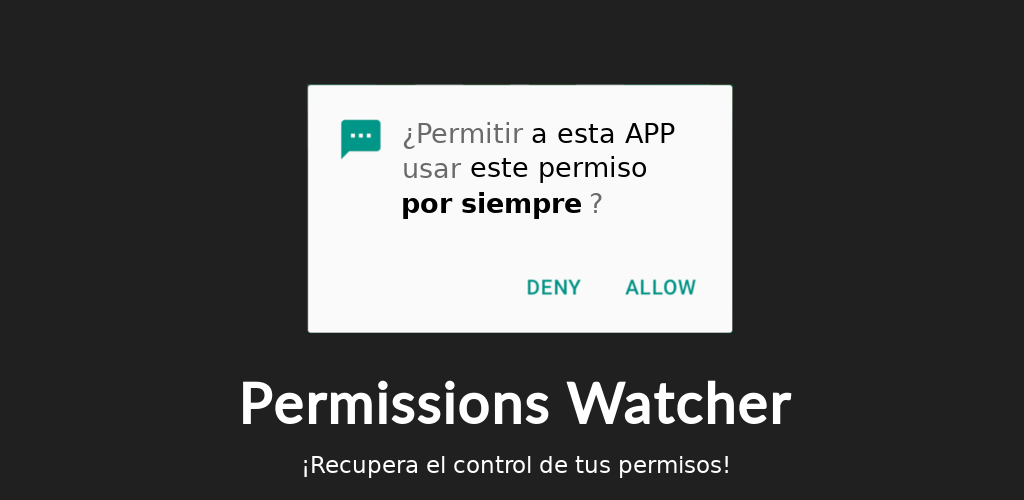 ¿Permitir a esta APP
usar este permiso
por siempre ?
DENY ALLOW
Permissions Watcher
¡Recupera el control de tus permisos!